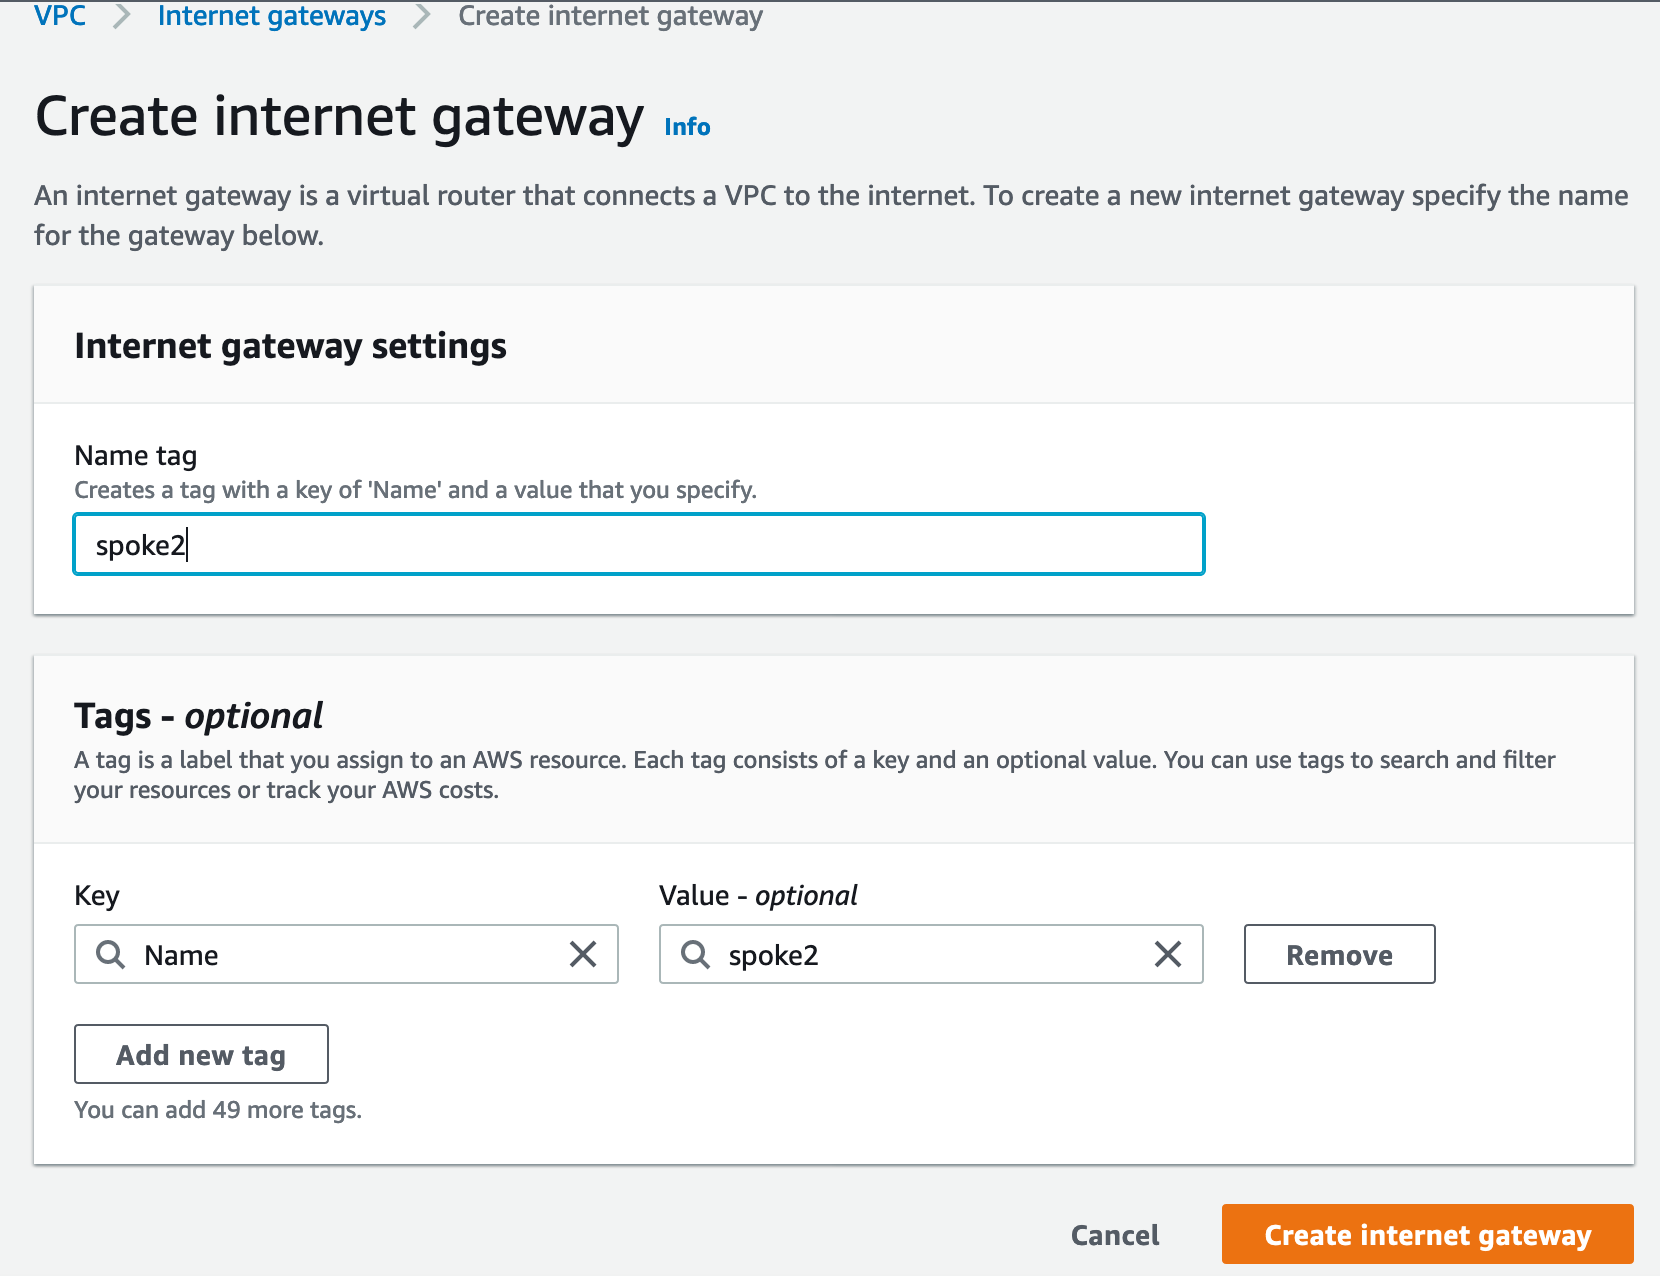 VPC > Internet gateways > Create internet gateway
Create internet gateway Info
An internet gateway is a virtual router that connects a VPC to the internet. To create a new internet gateway specify the name
for the gateway below.
Internet gateway settings
Name tag
Creates a tag with a key of 'Name' and a value that you specify.
spoke2
Tags - optional
A tag is a label that you assign to an AWS resource. Each tag consists of a key and an optional value. You can use tags to search and filter
your resources or track your AWS costs.
Key
Value - optional
Name
spoke2
Remove
Add new tag
You can add 49 more tags.
Cancel
Create internet gateway